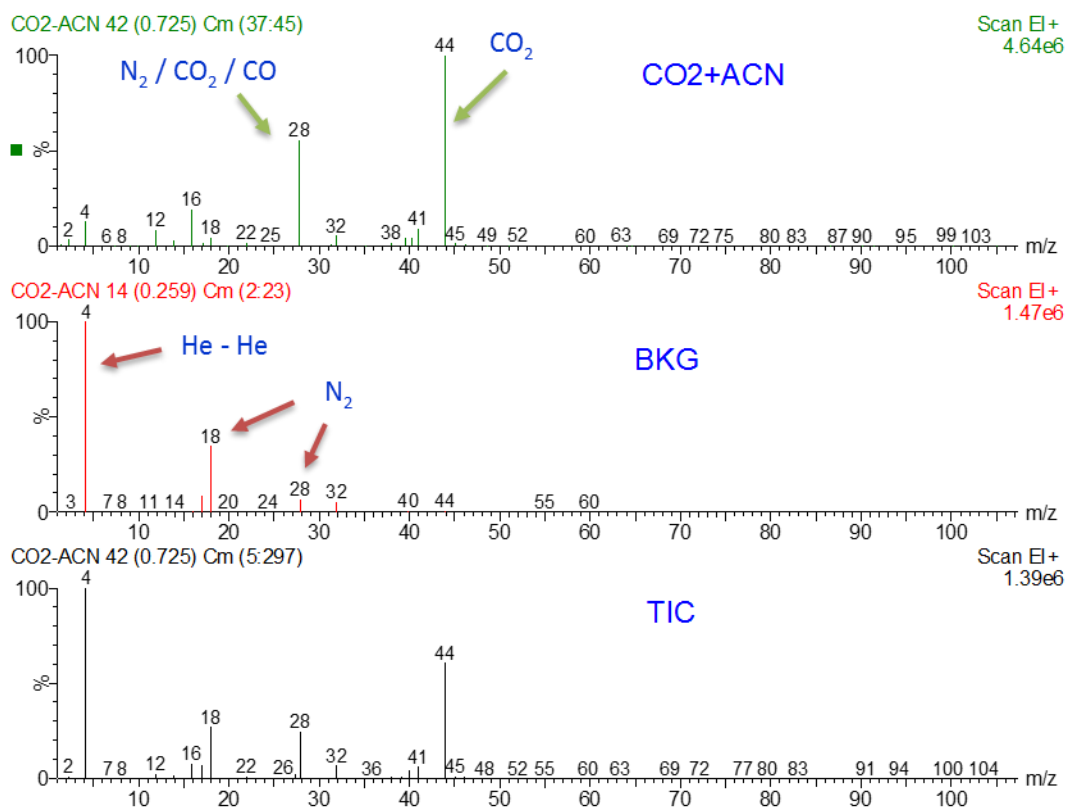 CO2-ACN 42 (0.725) Cm (37:45) Scan EI+
4.64e6
100 44
N2 / CO2 / CO CO2 CO2+ACN
28
%
16
2 4 6 8 12 18 22 25 32 38 41 45 49 52 60 63 69 72 75 80 83 87 90 95 99 103
0 m/z
10 20 30 40 50 60 70 80 90 100
CO2-ACN 14 (0.259) Cm (2:23) Scan EI+
1.47e6
100 4
He - He BKG
N2
%
18
3 7 8 11 14 20 24 28 32 40 44 55 60
0 m/z
10 20 30 40 50 60 70 80 90 100
CO2-ACN 42 (0.725) Cm (5:297) Scan EI+
1.39e6
100 4
TIC
44
%
18 28
2 7 8 12 16 22 26 32 36 41 45 48 52 55 60 63 69 72 77 80 83 91 94 100 104
0 m/z
10 20 30 40 50 60 70 80 90 100